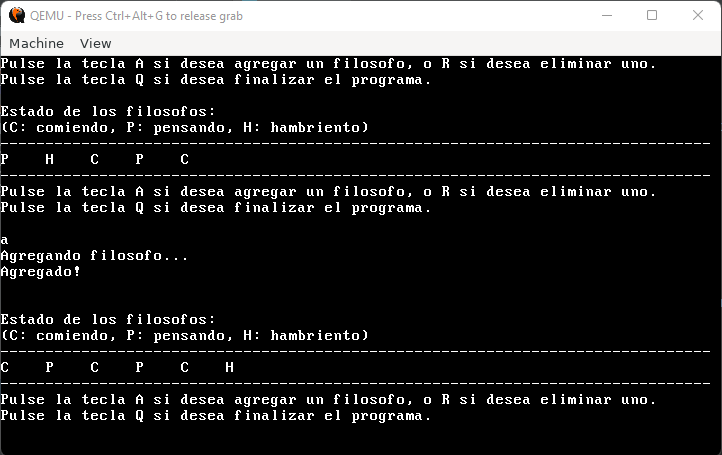 QEMU - Press Ctrl+Alt+G to release grab
Machine View
Pulse la tecla A si desea agregar un filosofo, o R si desea eliminar uno.
Pulse la tecla Q si desea finalizar el programa.
Estado de los filosofos:
(C: comiendo, P: pensando, H: hambriento)
-------------------------------------------------------------------------------
P    H    C    P    C
-------------------------------------------------------------------------------
Pulse la tecla A si desea agregar un filosofo, o R si desea eliminar uno.
Pulse la tecla Q si desea finalizar el programa.
a
Agregando filosofo...
Agregado!
Estado de los filosofos:
(C: comiendo, P: pensando, H: hambriento)
-------------------------------------------------------------------------------
C    P    C    P    C    H
-------------------------------------------------------------------------------
Pulse la tecla A si desea agregar un filosofo, o R si desea eliminar uno.
Pulse la tecla Q si desea finalizar el programa.